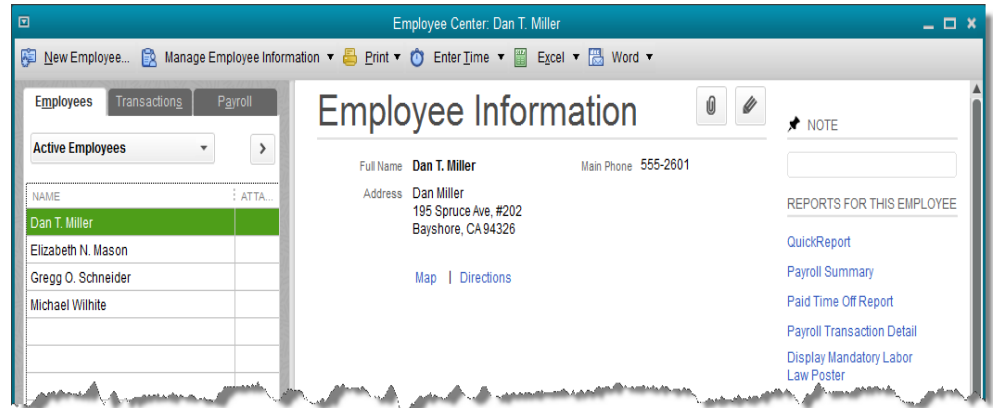 Employee Center: Dan T. Miller
New Employee... Manage Employee Information Print Enter Time Excel Word
Employees Transactions Payroll
Active Employees
NAME ATTA...
Dan T. Miller
Elizabeth N. Mason
Gregg O. Schneider
Michael Wilhite
Employee Information
Full Name Dan T. Miller Main Phone 555-2601
Address Dan Miller
195 Spruce Ave, #202
Bayshore, CA 94326
Map | Directions
NOTE
REPORTS FOR THIS EMPLOYEE
QuickReport
Payroll Summary
Paid Time Off Report
Payroll Transaction Detail
Display Mandatory Labor
Law Poster